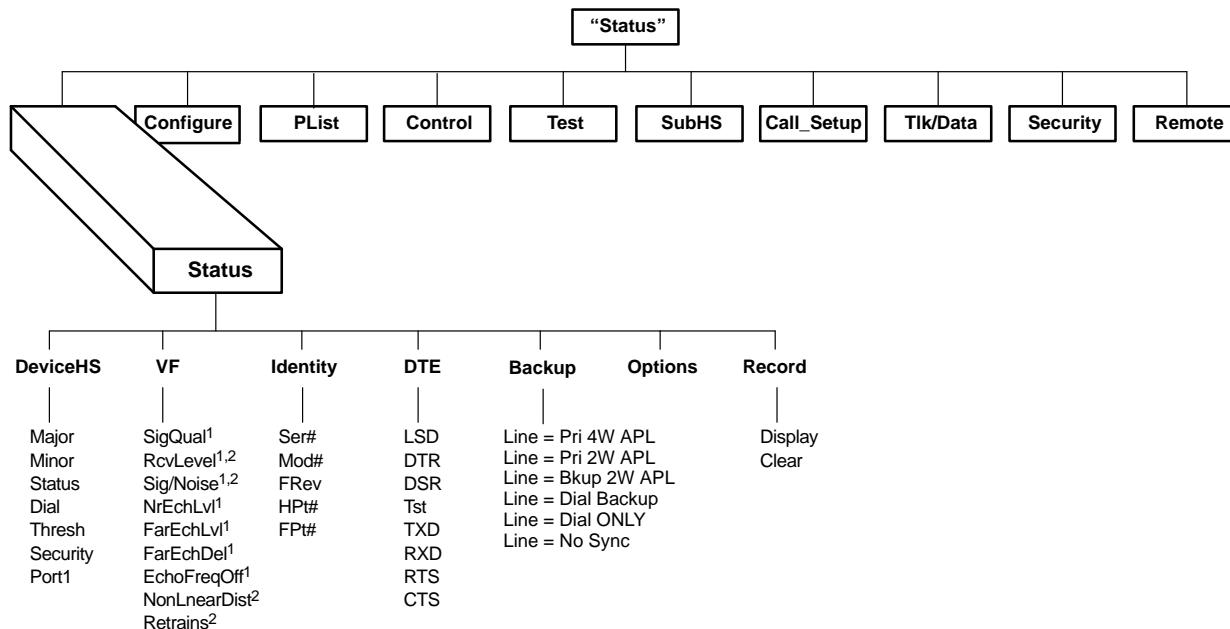 “Status”
Configure PList Control Test SubHS Call_Setup Tlk/Data Security Remote
Status
DeviceHS VF Identity DTE Backup Options Record
Major
Minor
Status
Dial
Thresh
Security
Port1
SigQual1
RcvLevel1,2
Sig/Noise1,2
NrEchLvl1
FarEchLvl1
FarEchDel1
EchoFreqOff1
NonLnearDist2
Retrains2
Ser#
Mod#
FRev
HPt#
FPt#
LSD
DTR
DSR
Tst
TXD
RXD
RTS
CTS
Line = Pri 4W APL
Line = Pri 2W APL
Line = Bkup 2W APL
Line = Dial Backup
Line = Dial ONLY
Line = No Sync
Display
Clear